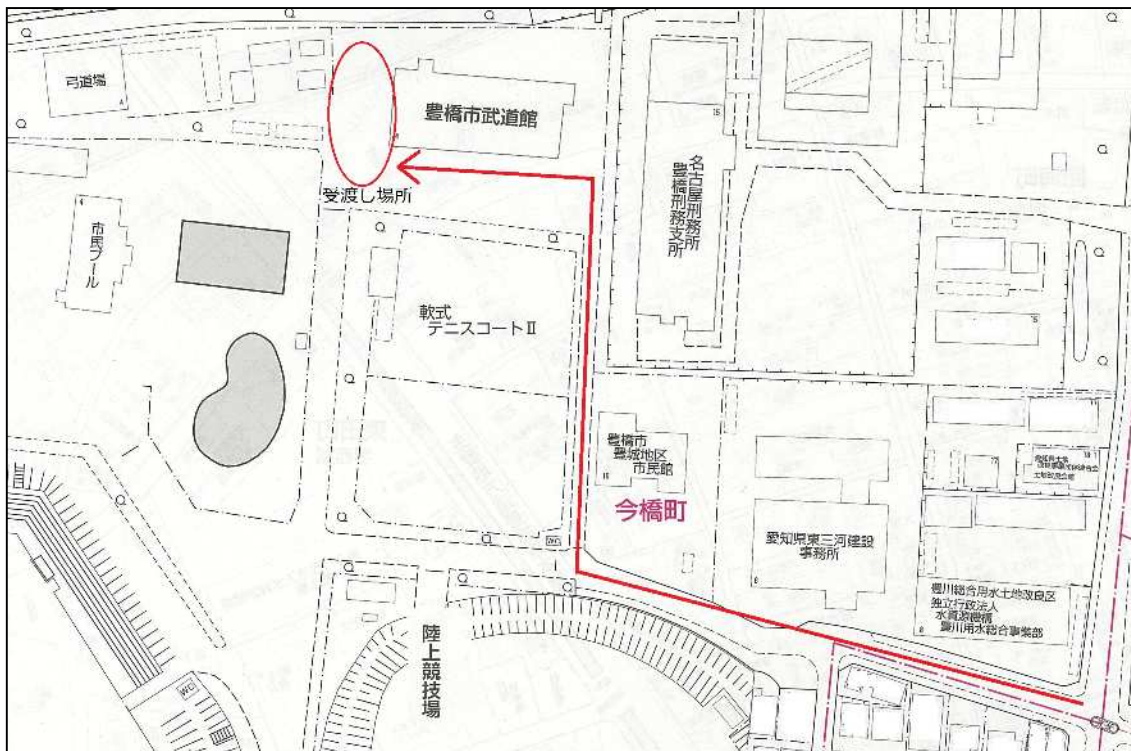 弓道場
豊橋市武道館
受渡し場所
市民プール
名古屋刑務所
豊橋刑務支所
軟式
テニスコートⅡ
豊橋市
豊城地区
市民館
今橋町
愛知県東三河建設
事務所
豊川総合用水土地改良区
独立行政法人
水資源機構
豊川用水総合事業部
陸上競技場
WC
WC